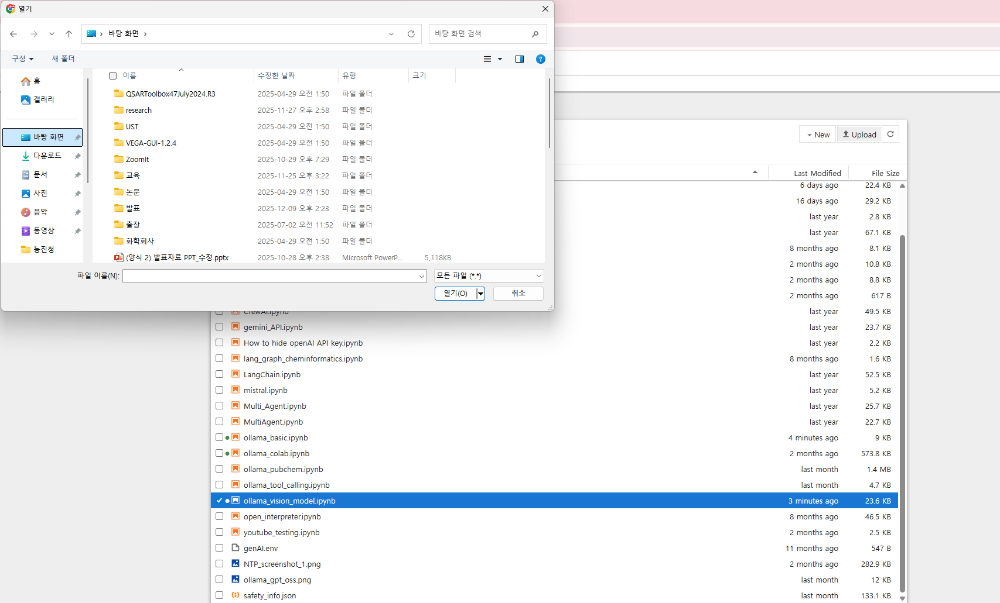 열기
바탕 화면
바탕 화면 검색
구성
새 폴더
홈
갤러리
바탕 화면
다운로드
문서
사진
음악
동영상
농진청
이름 수정한 날짜 유형 크기
QSARToolbox47July2024.R3 2025-04-29 오전 1:50 파일 폴더
research 2025-11-27 오후 2:58 파일 폴더
UST 2025-04-29 오전 1:50 파일 폴더
VEGA-GUI-1.2.4 2025-04-29 오전 1:50 파일 폴더
ZoomIt 2025-10-29 오후 7:29 파일 폴더
교육 2025-11-25 오후 3:22 파일 폴더
논문 2025-04-29 오전 1:50 파일 폴더
발표 2025-12-09 오후 2:23 파일 폴더
출장 2025-07-02 오전 11:52 파일 폴더
화학회사 2025-04-29 오전 1:50 파일 폴더
(양식 2) 발표자료 PPT_수정.pptx 2025-10-28 오후 2:38 Microsoft PowerP... 5,118KB
파일 이름(N):
모든 파일 (*.*)
열기(O)
취소
New
Upload
Last Modified File Size
6 days ago 22.4 KB
16 days ago 29.2 KB
last year 2.8 KB
last year 67.1 KB
8 months ago 8.1 KB
2 months ago 10.8 KB
2 months ago 8.8 KB
2 months ago 617 B
CrewAI.ipynb last year 49.5 KB
gemini_API.ipynb last year 23.7 KB
How to hide openAI API key.ipynb last year 2.2 KB
lang_graph_cheminformatics.ipynb 8 months ago 1.6 KB
LangChain.ipynb last year 52.5 KB
mistral.ipynb last year 5.2 KB
Multi_Agent.ipynb last year 25.7 KB
MultiAgent.ipynb last year 22.7 KB
ollama_basic.ipynb 4 minutes ago 9 KB
ollama_colab.ipynb 2 months ago 573.8 KB
ollama_pubchem.ipynb last month 1.4 MB
ollama_tool_calling.ipynb last month 4.7 KB
ollama_vision_model.ipynb 3 minutes ago 23.6 KB
open_interpreter.ipynb 8 months ago 46.5 KB
youtube_testing.ipynb 2 months ago 2.5 KB
genAI.env 11 months ago 547 B
NTP_screenshot_1.png 2 months ago 282.9 KB
ollama_gpt_oss.png last month 12 KB
safety_info.json last month 133.1 KB